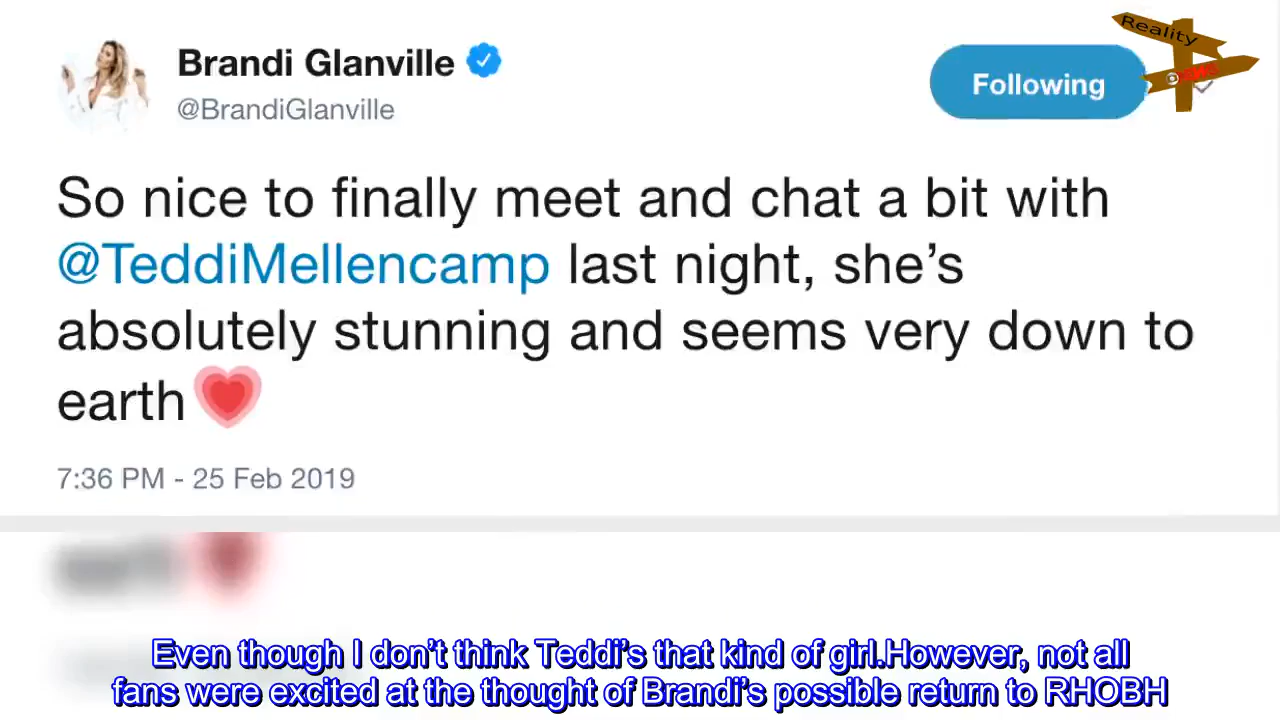 Brandi Glanville
@BrandiGlanville
Following
Reality
So nice to finally meet and chat a bit with
@TeddiMellencamp last night, she’s
absolutely stunning and seems very down to
earth
7:36 PM - 25 Feb 2019
Even though I don’t think Teddi’s that kind of girl.However, not all
fans were excited at the thought of Brandi’s possible return to RHOBH